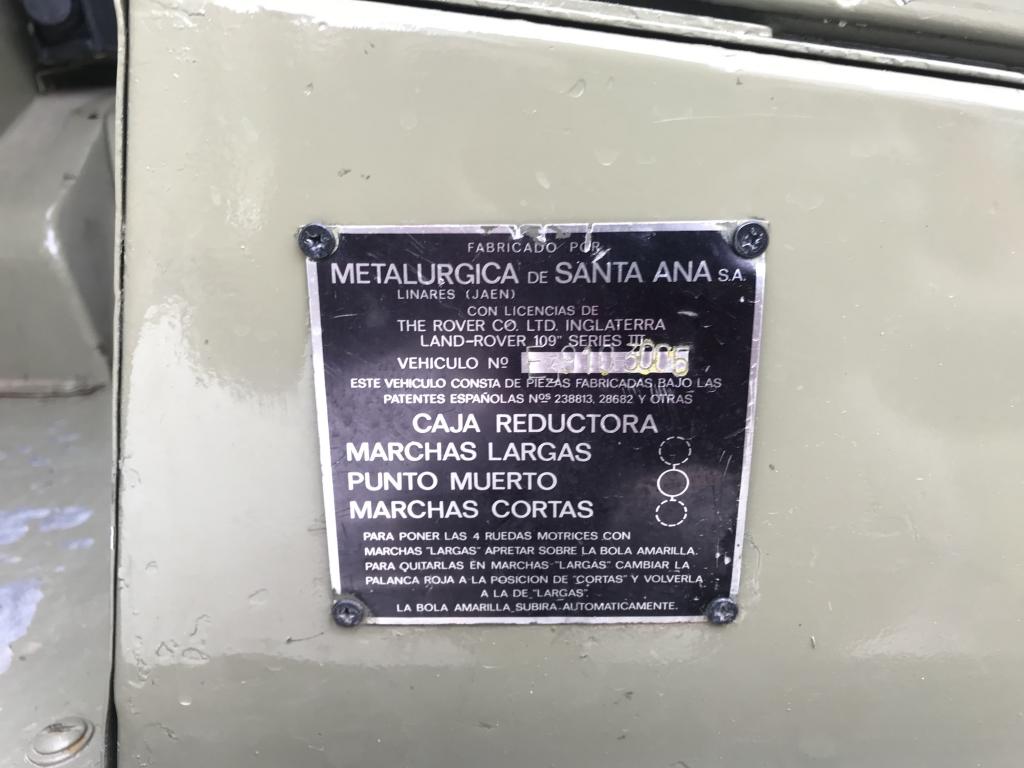 FABRICADO POR
METALURGICA DE SANTA ANA S.A.
LINARES (JAEN)
CON LICENCIAS DE
THE ROVER CO. LTD. INGLATERRA
LAND-ROVER 109" SERIES III
VEHICULO Nº
ESTE VEHICULO CONSTA DE PIEZAS FABRICADAS BAJO LAS
PATENTES ESPAÑOLAS Nos 238813, 28682 Y OTRAS
CAJA REDUCTORA
MARCHAS LARGAS
PUNTO MUERTO
MARCHAS CORTAS
PARA PONER LAS 4 RUEDAS MOTRICES CON
MARCHAS "LARGAS" APRETAR SOBRE LA BOLA AMARILLA.
PARA QUITARLAS EN MARCHAS "LARGAS" CAMBIAR LA
PALANCA ROJA A LA POSICION DE "CORTAS" Y VOLVERLA
A LA DE "LARGAS".
LA BOLA AMARILLA SUBIRA AUTOMATICAMENTE.